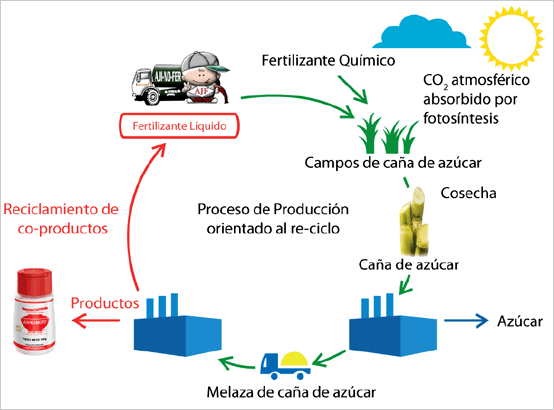 Fertilizante Químico
CO2 atmosférico
absorbido por
fotosíntesis
AJI-NO-FER
AJF
Fertilizante Líquido
Campos de caña de azúcar
Cosecha
Reciclamiento de
co-productos
Proceso de Producción
orientado al re-ciclo
Caña de azúcar
Productos
AJINOMOTO
Azúcar
Melaza de caña de azúcar